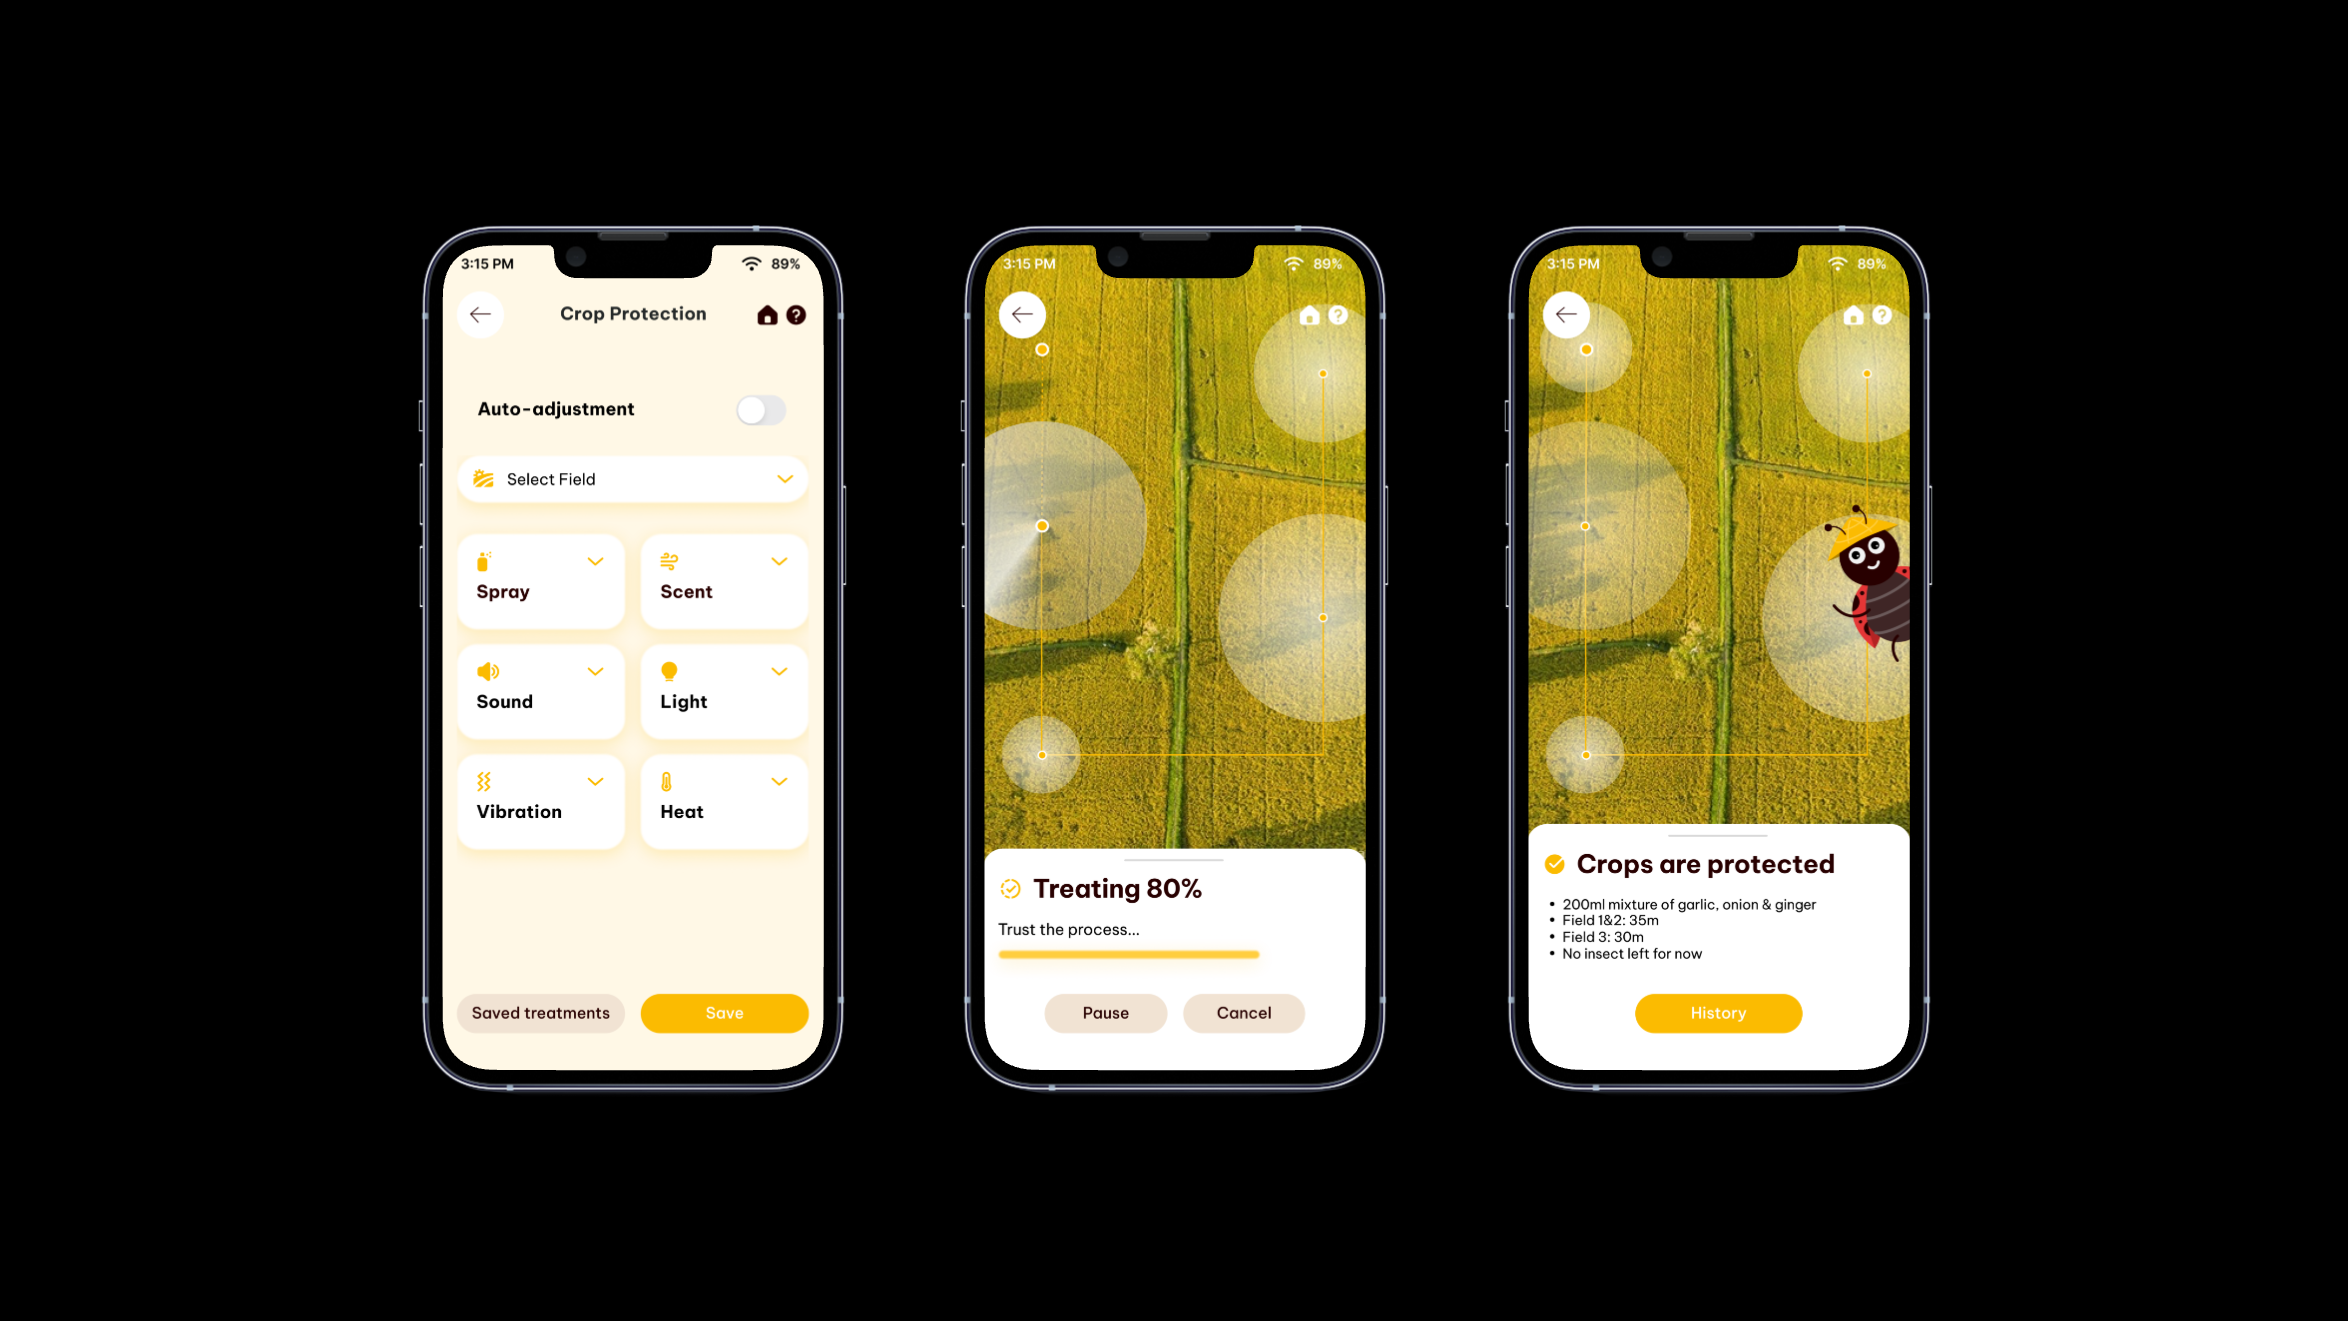 3:15 PM 89%
Crop Protection
Auto-adjustment
Select Field
Spray
Scent
Sound
Light
Vibration
Heat
Saved treatments
Save
3:15 PM 89%
Treating 80%
Trust the process...
Pause
Cancel
3:15 PM 89%
Crops are protected
• 200ml mixture of garlic, onion & ginger
• Field 1&2: 35m
• Field 3: 30m
• No insect left for now
History